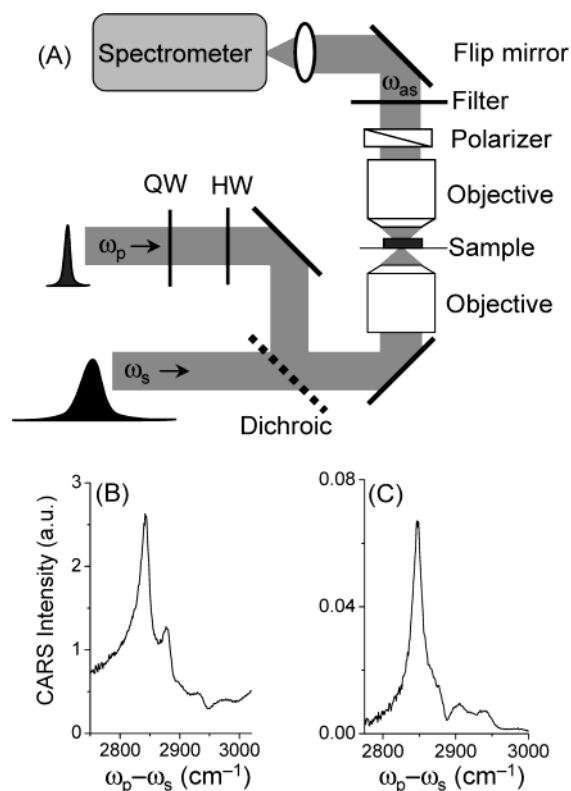 (A)
Spectrometer
Flip mirror
ωas
Filter
Polarizer
QW HW
Objective
ωp →
Sample
Objective
ωs →
Dichroic
(B)
CARS Intensity (a.u.)
3
2
1
0
2800 2900 3000
ωp–ωs (cm⁻¹)
(C)
0.08
0.04
0.00
2800 2900 3000
ωp–ωs (cm⁻¹)